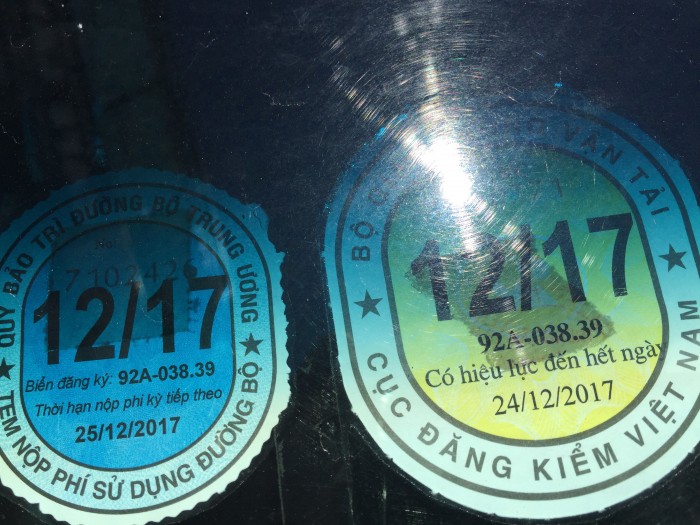 QUỸ BẢO TRÌ ĐƯỜNG BỘ TRUNG ƯƠNG
12/17
Biển đăng ký: 92A-038.39
Thời hạn nộp phí kỳ tiếp theo
25/12/2017
TEM NỘP PHÍ SỬ DỤNG ĐƯỜNG BỘ
BỘ VẬN TẢI
12/17
92A-038.39
Có hiệu lực đến hết ngày
24/12/2017
CỤC ĐĂNG KIỂM VIỆT NAM